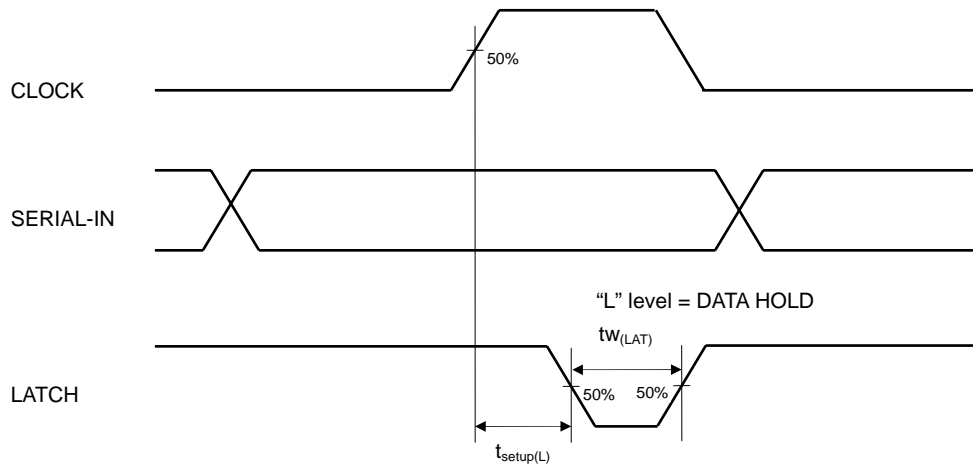 50%
CLOCK
SERIAL-IN
“L” level = DATA HOLD
tw(LAT)
LATCH
50% 50%
tsetup(L)